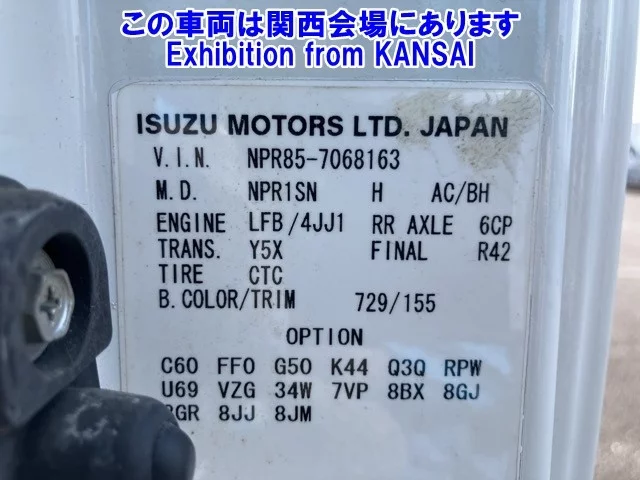 この車両は関西会場にあります
Exhibition from KANSAI
ISUZU MOTORS LTD. JAPAN
V.I.N. NPR85-7068163
M.D. NPR1SN H AC/BH
ENGINE LFB/4JJ1 RR AXLE 6CP
TRANS. Y5X FINAL R42
TIRE CTC
B.COLOR/TRIM 729/155
OPTION
C60 FF0 G50 K44 Q3Q RPW
U69 VZG 34W 7VP 8BX 8GJ
8JJ 8JM